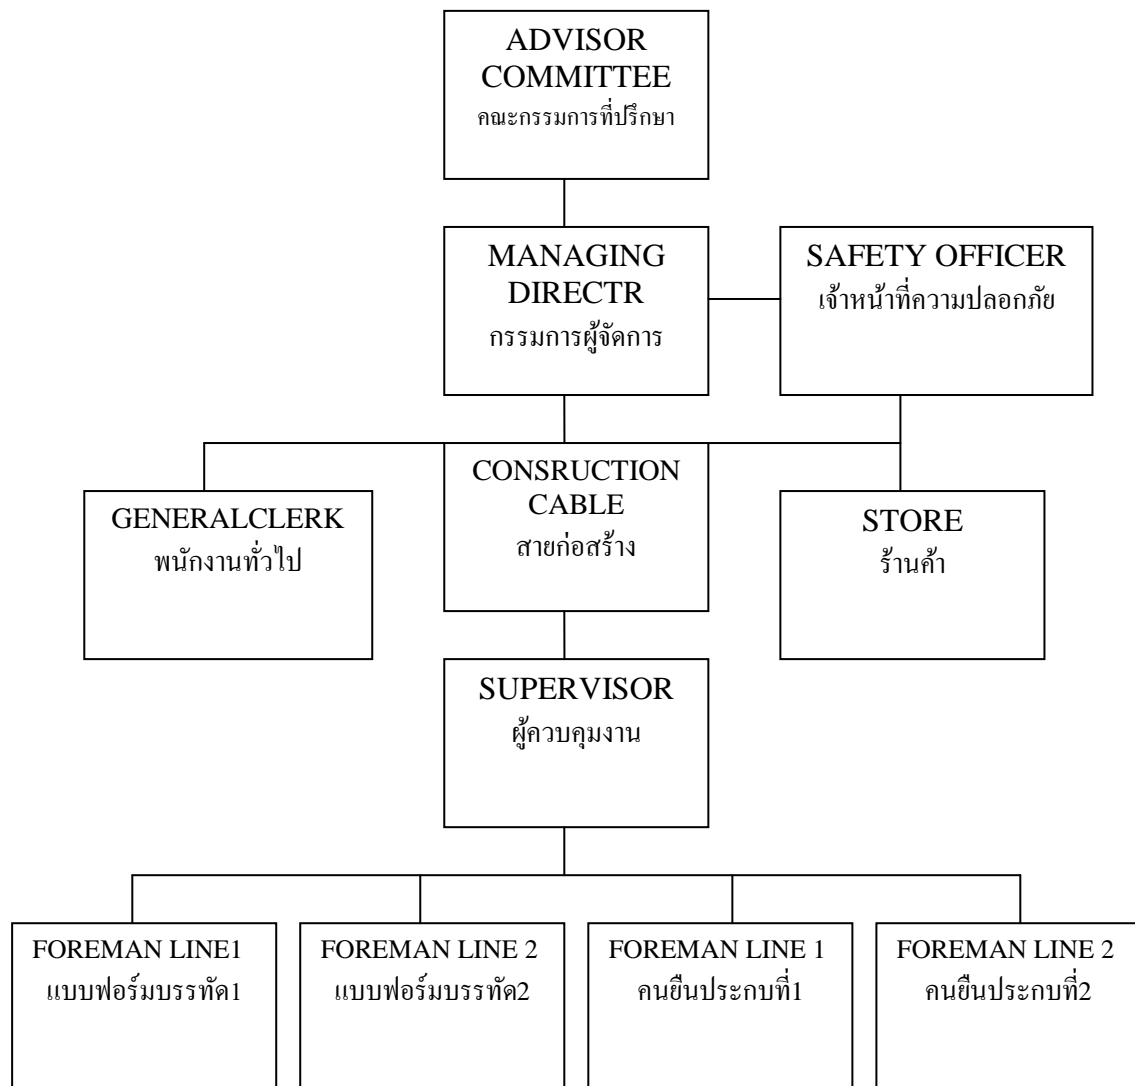 ADVISOR
COMMITTEE
คณะกรรมการที่ปรึกษา
MANAGING
DIRECTR
กรรมการผู้จัดการ
SAFETY OFFICER
เจ้าหน้าที่ความปลอกภัย
GENERALCLERK
พนักงานทั่วไป
CONSRUCTION
CABLE
สายก่อสร้าง
STORE
ร้านค้า
SUPERVISOR
ผู้ควบคุมงาน
FOREMAN LINE1
แบบฟอร์มบรรทัด1
FOREMAN LINE 2
แบบฟอร์มบรรทัด2
FOREMAN LINE 1
คนยืนประกบที่1
FOREMAN LINE 2
คนยืนประกบที่2